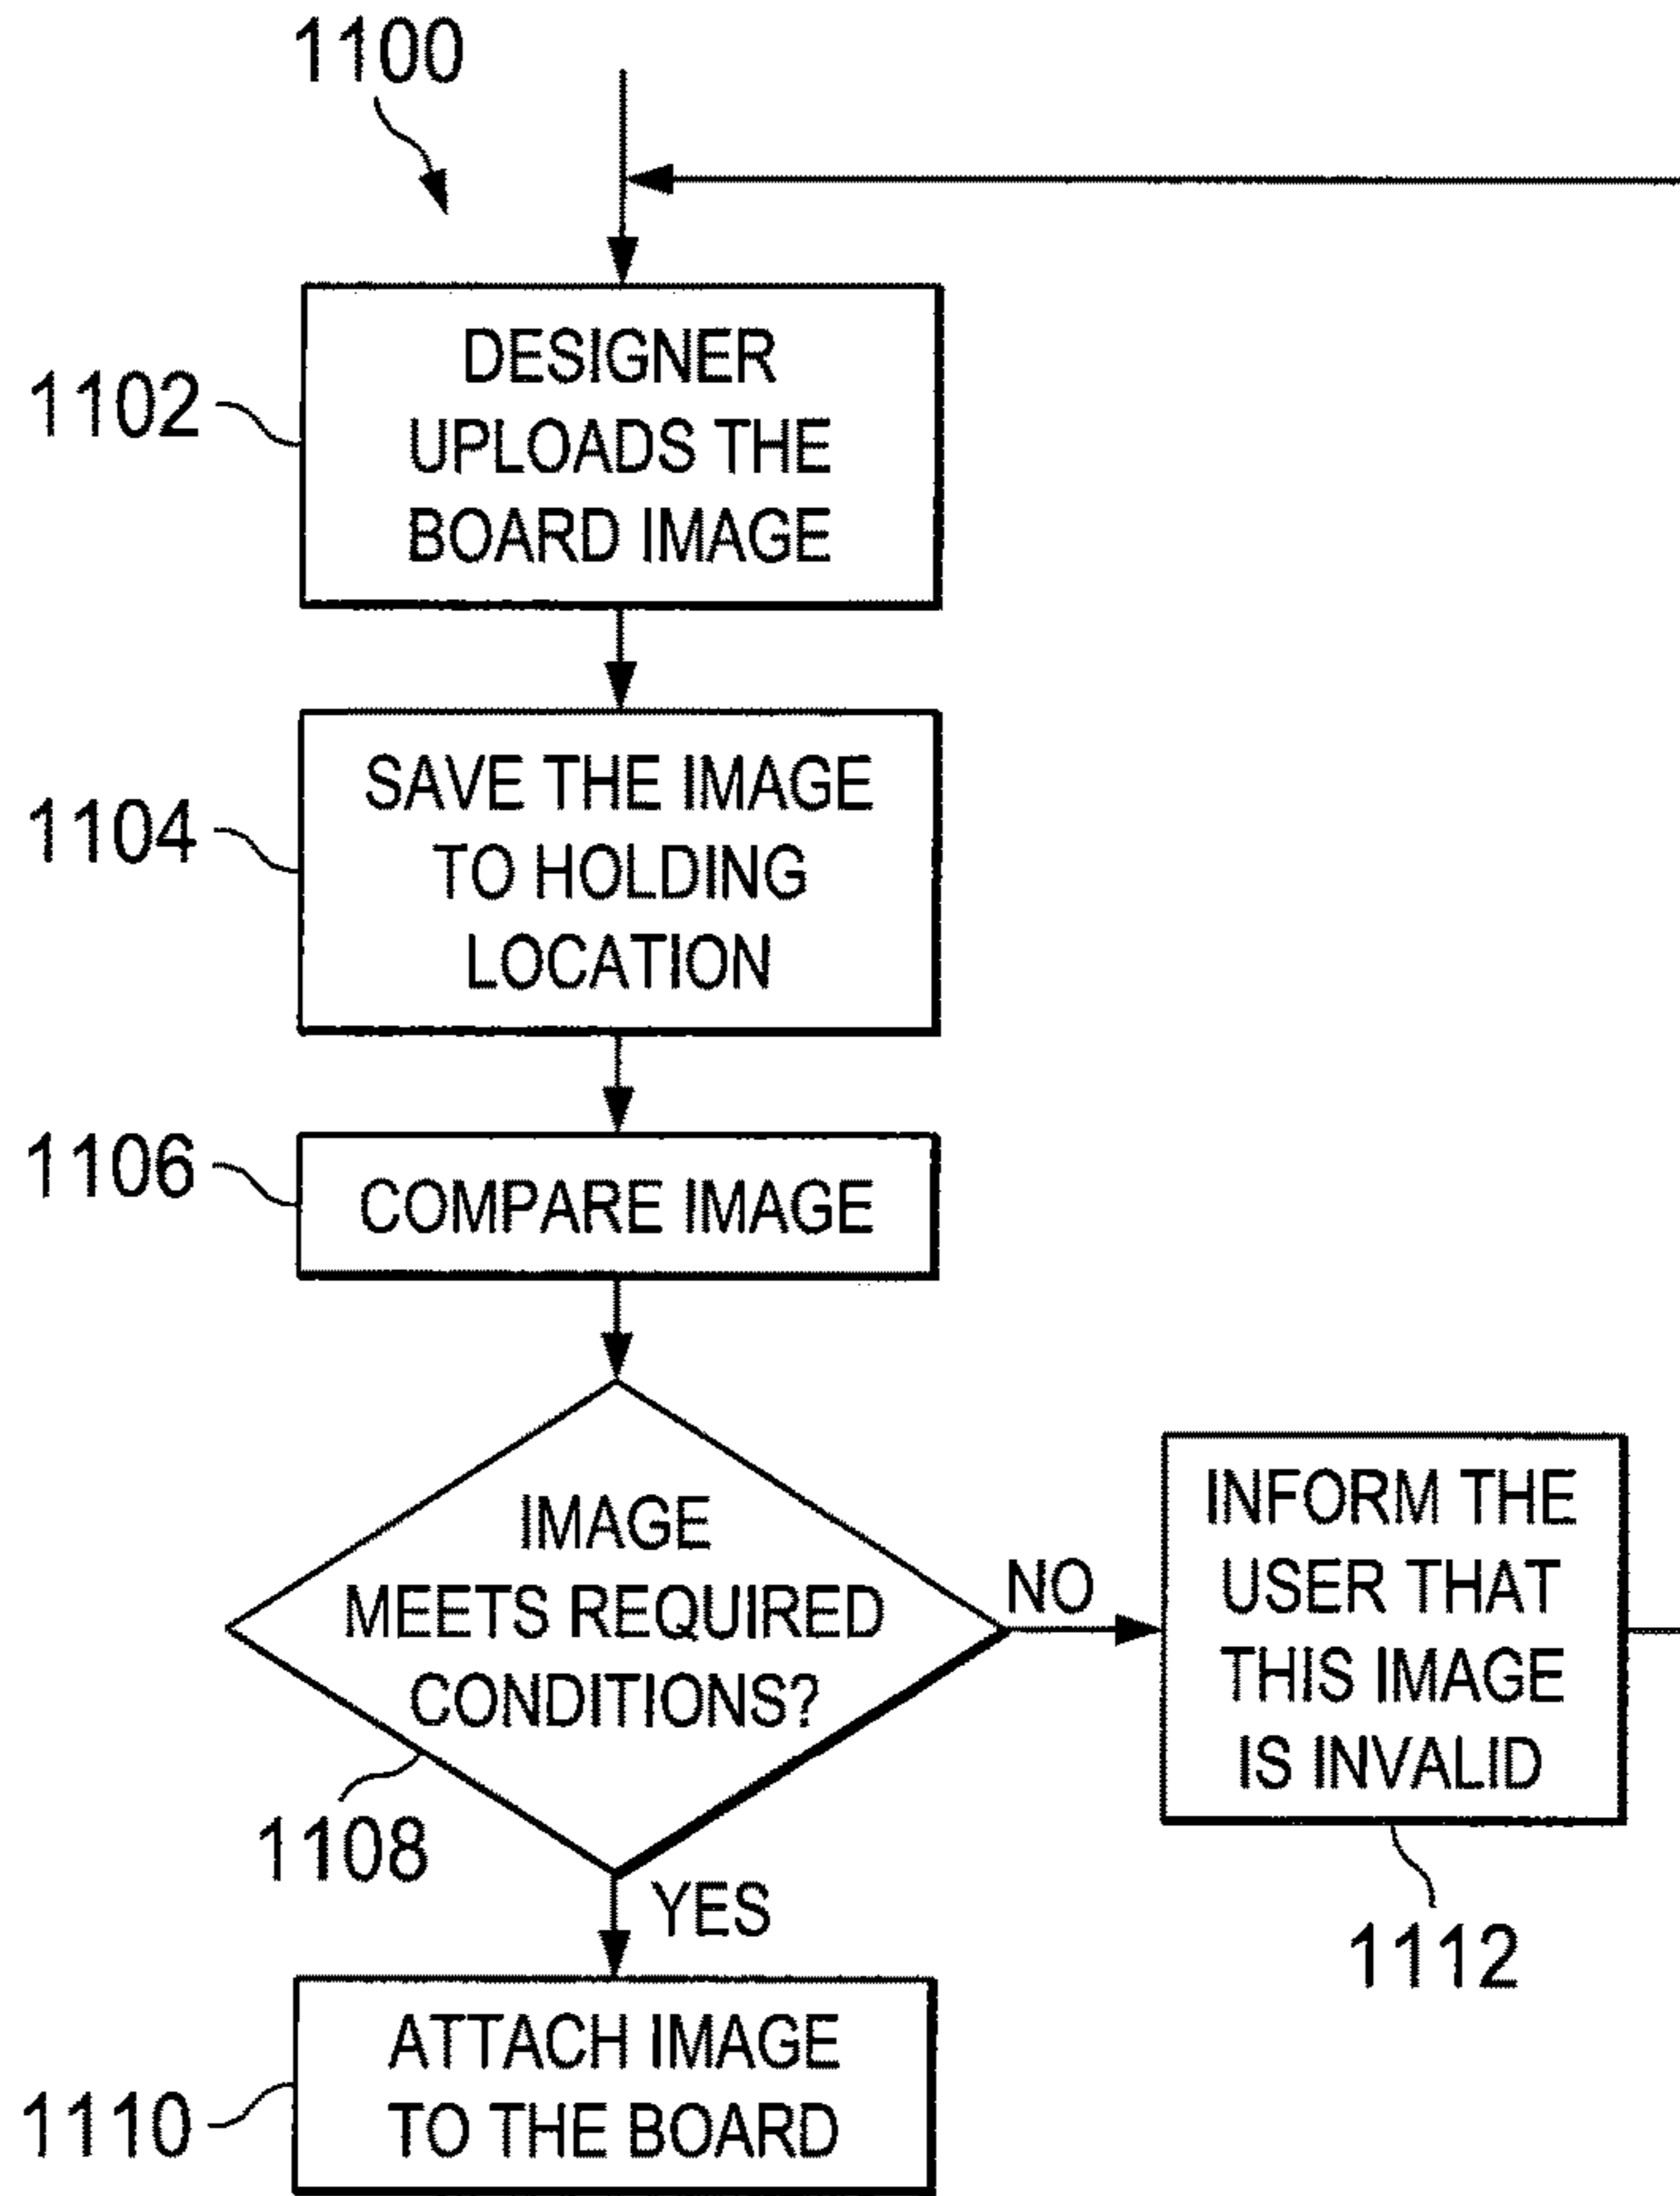 1100
1102
DESIGNER
UPLOADS THE
BOARD IMAGE
1104
SAVE THE IMAGE
TO HOLDING
LOCATION
1106
COMPARE IMAGE
IMAGE
MEETS REQUIRED
CONDITIONS?
1108
NO
INFORM THE
USER THAT
THIS IMAGE
IS INVALID
1112
YES
1110
ATTACH IMAGE
TO THE BOARD